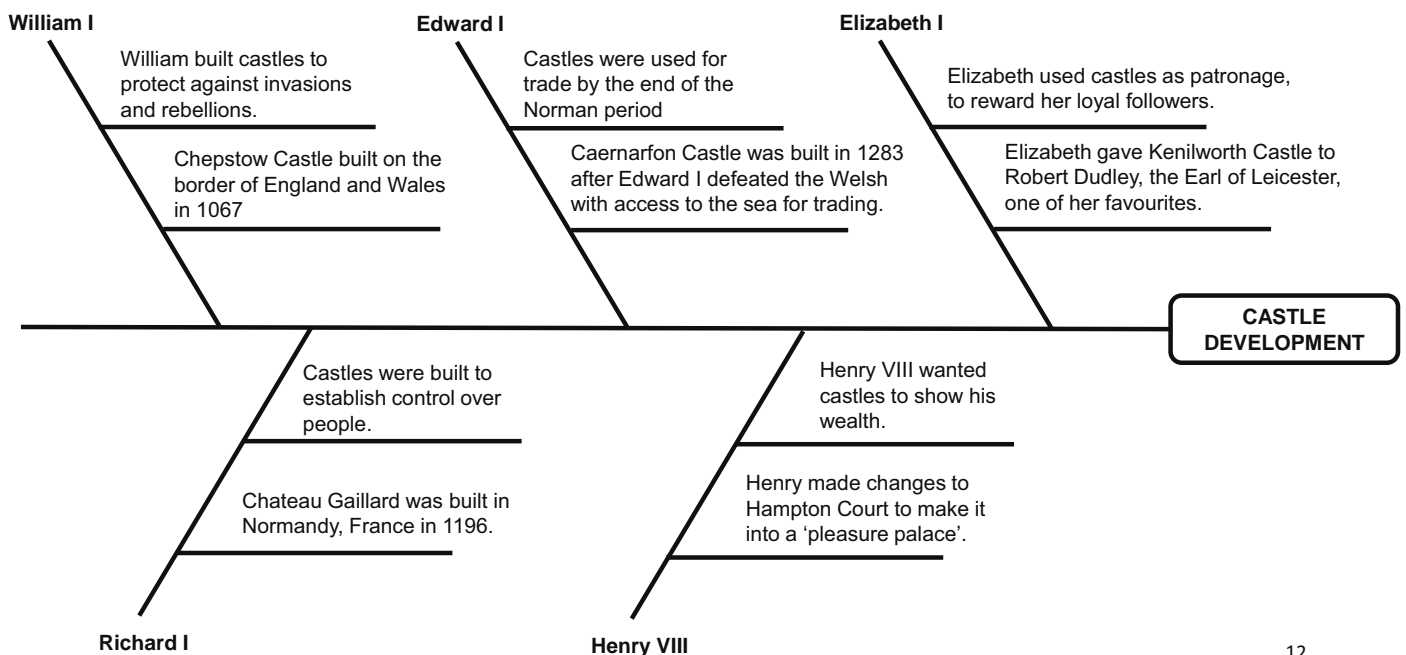 William I
William built castles to
protect against invasions
and rebellions.
Chepstow Castle built on the
border of England and Wales
in 1067
Edward I
Castles were used for
trade by the end of the
Norman period
Caernarfon Castle was built in 1283
after Edward I defeated the Welsh
with access to the sea for trading.
Elizabeth I
Elizabeth used castles as patronage,
to reward her loyal followers.
Elizabeth gave Kenilworth Castle to
Robert Dudley, the Earl of Leicester,
one of her favourites.
CASTLE
DEVELOPMENT
Castles were built to
establish control over
people.
Chateau Gaillard was built in
Normandy, France in 1196.
Richard I
Henry VIII wanted
castles to show his
wealth.
Henry made changes to
Hampton Court to make it
into a ‘pleasure palace’.
Henry VIII
12